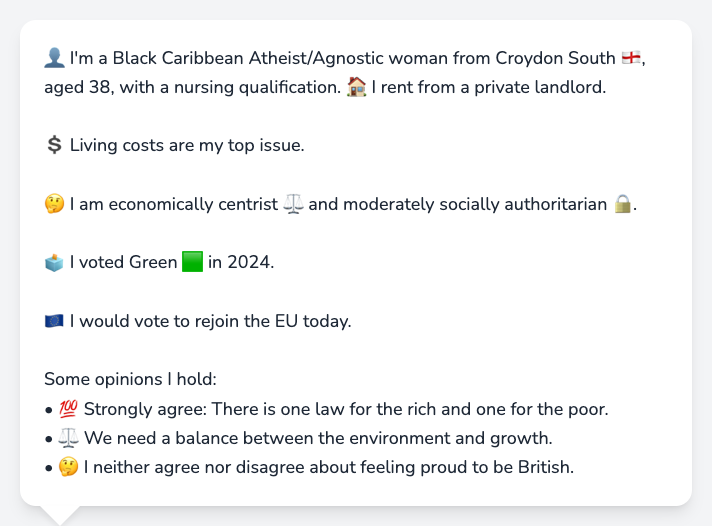 👤 I'm a Black Caribbean Atheist/Agnostic woman from Croydon South 🏴󠁧󠁢󠁥󠁮󠁧󠁿,
aged 38, with a nursing qualification. 🏠 I rent from a private landlord.
💲 Living costs are my top issue.
🤔 I am economically centrist ⚖️ and moderately socially authoritarian 🔒.
🗳️ I voted Green 🟩 in 2024.
🇪🇺 I would vote to rejoin the EU today.
Some opinions I hold:
• 💯 Strongly agree: There is one law for the rich and one for the poor.
• ⚖️ We need a balance between the environment and growth.
• 🤔 I neither agree nor disagree about feeling proud to be British.